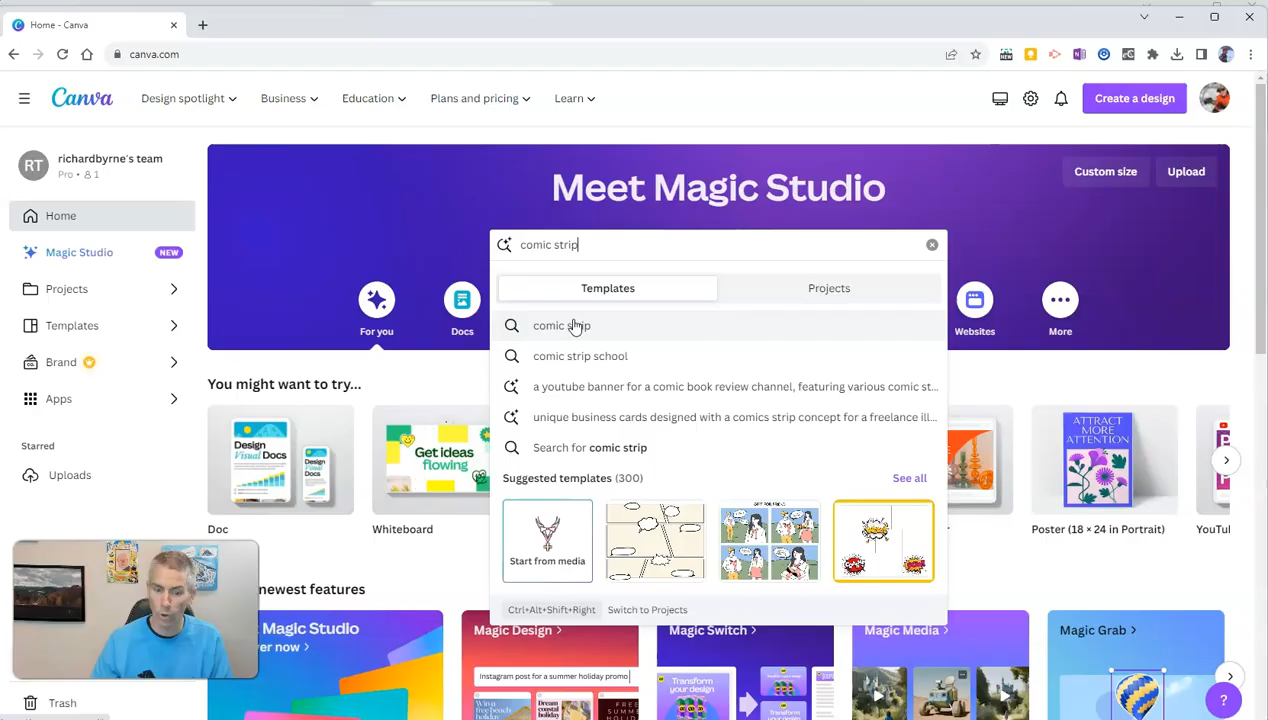 Home - Canva
canva.com
Canva
Design spotlight
Business
Education
Plans and pricing
Learn
Create a design
RT
richardbyrne's team
Pro • 1
Home
Magic Studio
NEW
Projects
Templates
Brand
Apps
Starred
Uploads
Trash
Meet Magic Studio
Custom size
Upload
comic strip
Templates
Projects
For you
Docs
Websites
More
comic strip
comic strip school
a youtube banner for a comic book review channel, featuring various comic st...
unique business cards designed with a comics strip concept for a freelance ill...
Search for comic strip
Suggested templates (300)
See all
Start from media
Ctrl+Alt+Shift+Right
Switch to Projects
You might want to try...
Design Visual Docs
Get ideas flowing
ATTRACT MORE ATTENTION
Doc
Whiteboard
Poster (18 × 24 in Portrait)
newest features
Magic Studio
Magic Design
Magic Switch
Magic Media
Magic Grab
Instagram post for a summer holiday promo
Transform your design
?